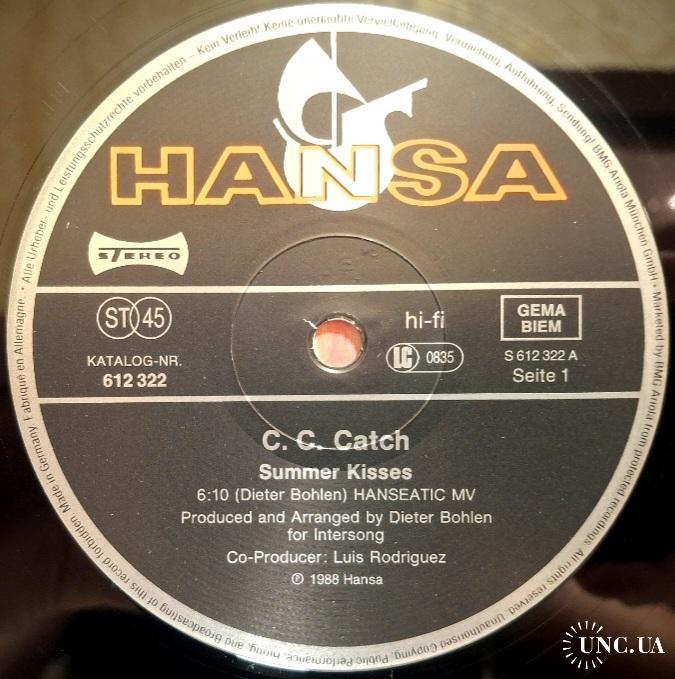 HANSA
STEREO
ST 45
hi-fi
GEMA
BIEM
KATALOG-NR.
612 322
LC 0835
S 612 322 A
Seite 1
C. C. Catch
Summer Kisses
6:10 (Dieter Bohlen) HANSEATIC MV
Produced and Arranged by Dieter Bohlen
for Intersong
Co-Producer: Luis Rodriguez
℗ 1988 Hansa
Made in Germany. Fabriqué en Allemagne. • Alle Urheber- und Leistungsschutzrechte vorbehalten – Kein Verleih! Keine unerlaubte Vervielfältigung, Vermietung, Aufführung, Sendung! BMG Ariola München GmbH • Marketed by BMG Ariola from protected recordings. All rights reserved. Unauthorised Copying, Public Performance, Hiring, and Broadcasting of this record forbidden.
UNC.UA